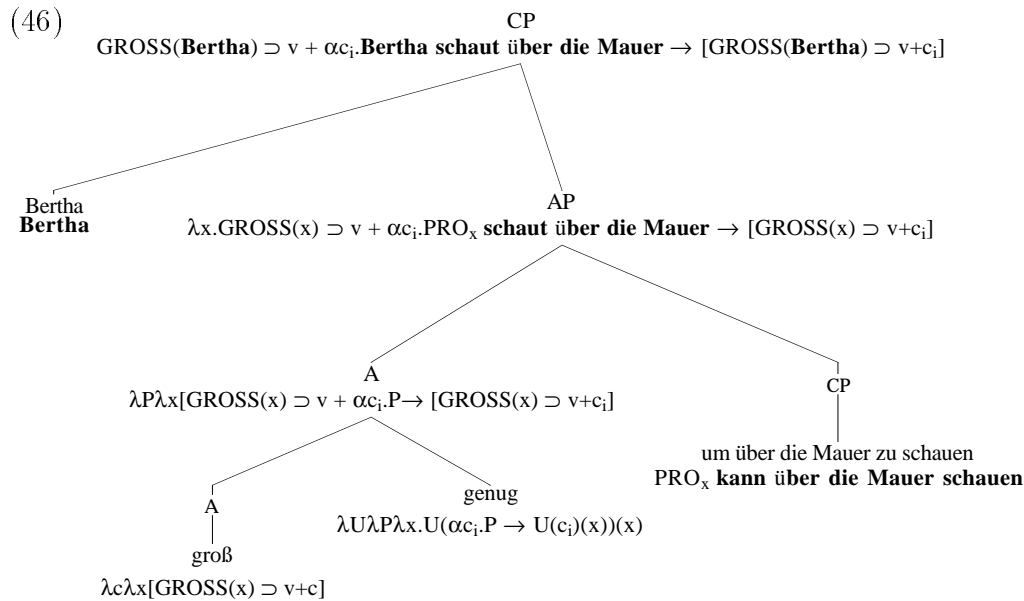 (46)
CP
GROSS(Bertha) ⊃ v + αcᵢ.Bertha schaut über die Mauer → [GROSS(Bertha) ⊃ v+cᵢ]
Bertha
Bertha
AP
λx.GROSS(x) ⊃ v + αcᵢ.PROₓ schaut über die Mauer → [GROSS(x) ⊃ v+cᵢ]
A
λPλx[GROSS(x) ⊃ v + αcᵢ.P→ [GROSS(x) ⊃ v+cᵢ]
CP
um über die Mauer zu schauen
PROₓ kann über die Mauer schauen
A
groß
λcλx[GROSS(x) ⊃ v+c]
genug
λUλPλx.U(αcᵢ.P → U(cᵢ)(x))(x)